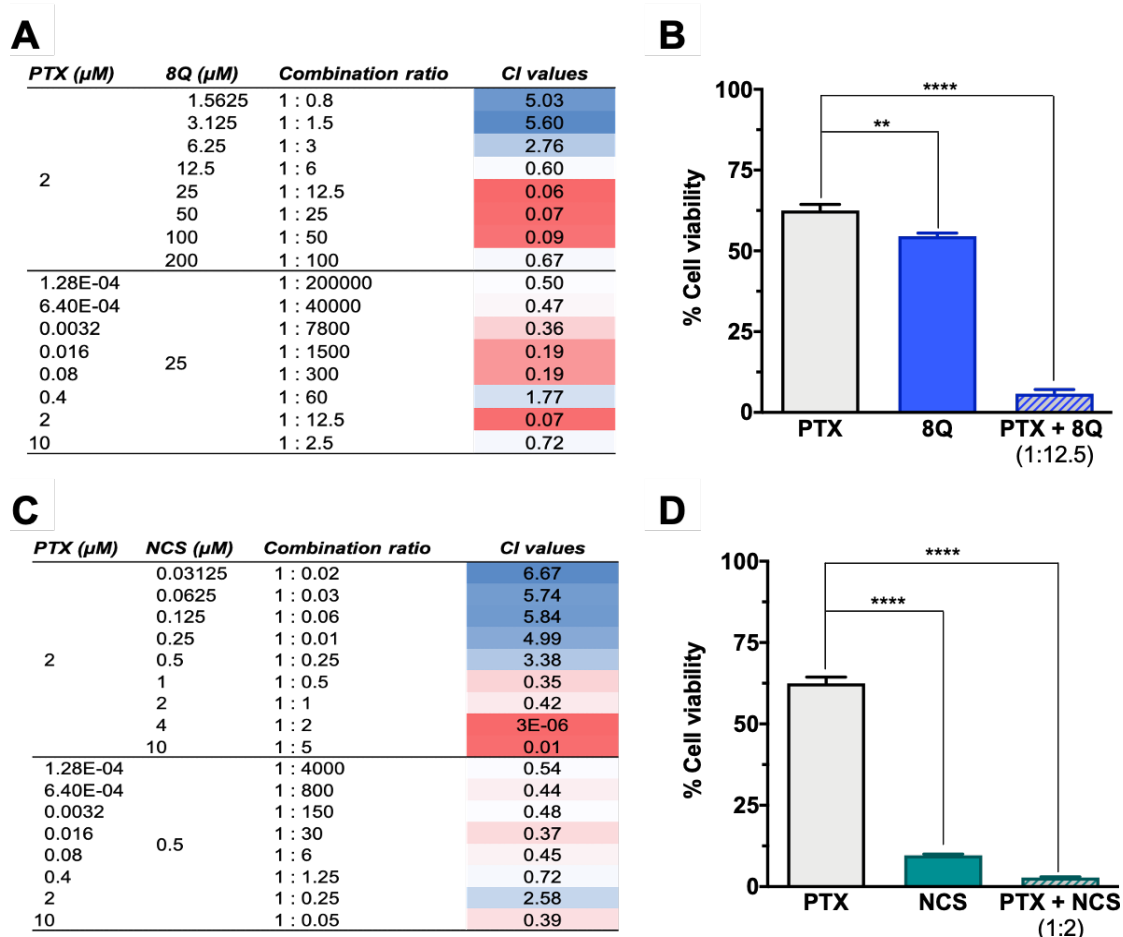 A
PTX (µM) 8Q (µM) Combination ratio CI values
1.5625 1 : 0.8 5.03
3.125 1 : 1.5 5.60
6.25 1 : 3 2.76
12.5 1 : 6 0.60
2
25 1 : 12.5 0.06
50 1 : 25 0.07
100 1 : 50 0.09
200 1 : 100 0.67
1.28E-04 1 : 200000 0.50
6.40E-04 1 : 40000 0.47
0.0032 1 : 7800 0.36
0.016 1 : 1500 0.19
25
0.08 1 : 300 0.19
0.4 1 : 60 1.77
2 1 : 12.5 0.07
10 1 : 2.5 0.72
B
% Cell viability
100
75
50
25
0
****
**
PTX 8Q PTX + 8Q
(1:12.5)
C
PTX (µM) NCS (µM) Combination ratio CI values
0.03125 1 : 0.02 6.67
0.0625 1 : 0.03 5.74
0.125 1 : 0.06 5.84
0.25 1 : 0.01 4.99
2 0.5 1 : 0.25 3.38
1 1 : 0.5 0.35
2 1 : 1 0.42
4 1 : 2 3E-06
10 1 : 5 0.01
1.28E-04 1 : 4000 0.54
6.40E-04 1 : 800 0.44
0.0032 1 : 150 0.48
0.016 1 : 30 0.37
0.5
0.08 1 : 6 0.45
0.4 1 : 1.25 0.72
2 1 : 0.25 2.58
10 1 : 0.05 0.39
D
% Cell viability
100
75
50
25
0
****
****
PTX NCS PTX + NCS
(1:2)